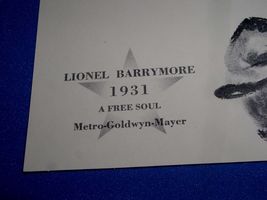 LIONEL BARRYMORE
1931
A FREE SOUL
Metro-Goldwyn-Mayer